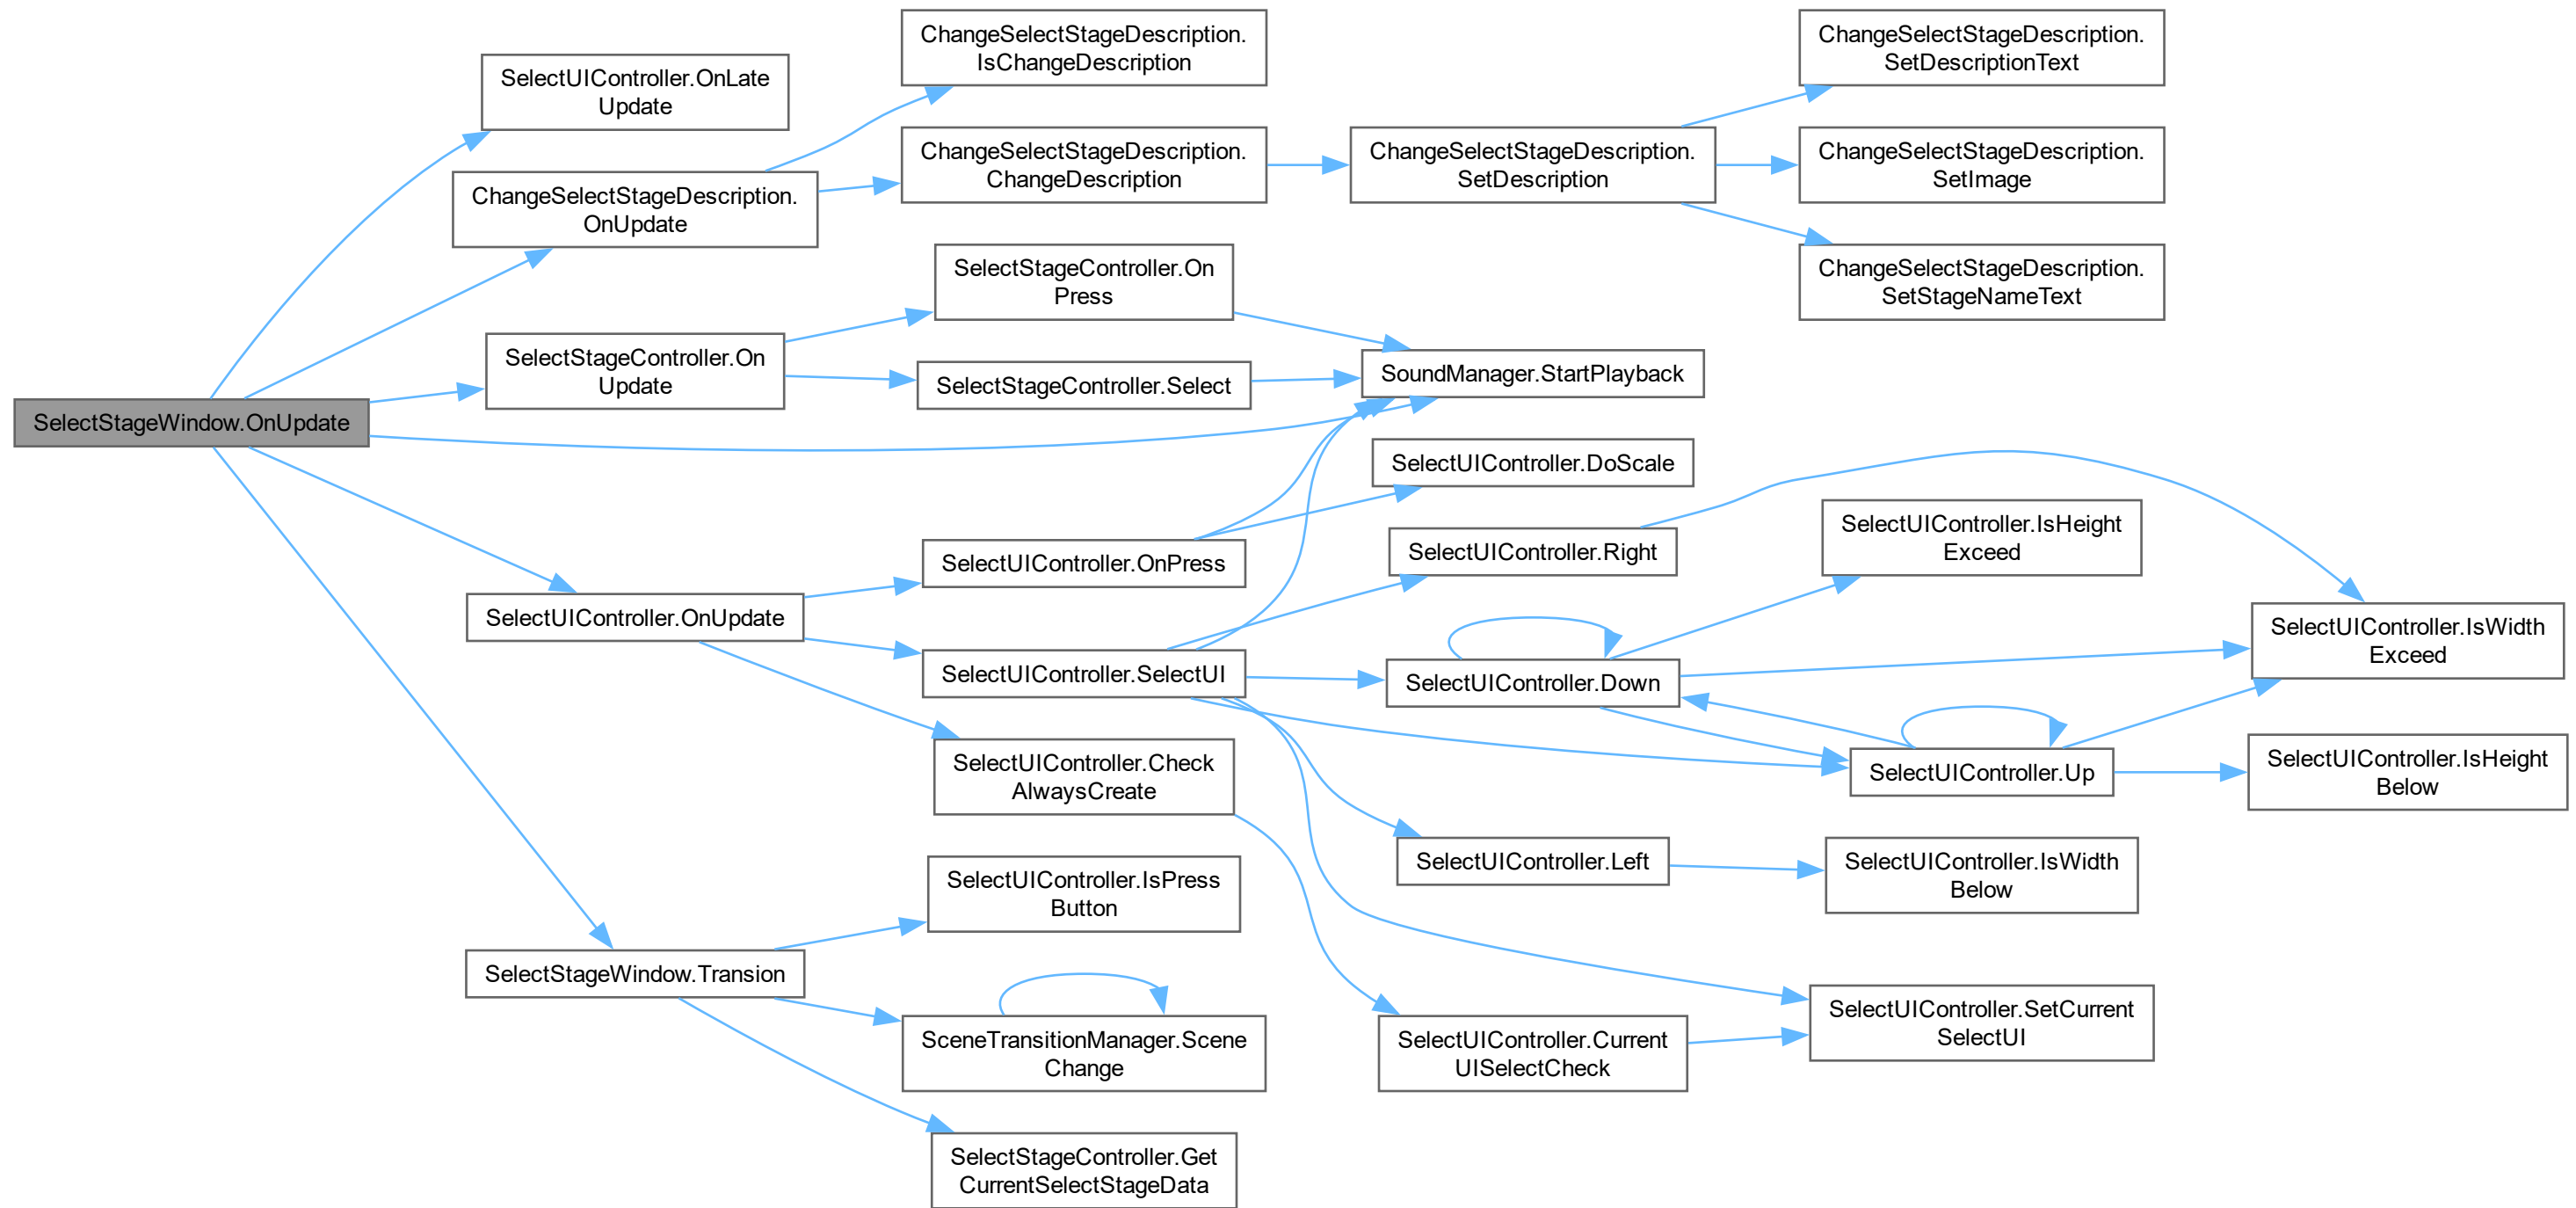 SelectStageWindow.OnUpdate
SelectUIController.OnLate
Update
ChangeSelectStageDescription.
OnUpdate
SelectStageController.On
Update
SelectUIController.OnUpdate
SelectStageWindow.Transion
ChangeSelectStageDescription.
IsChangeDescription
ChangeSelectStageDescription.
ChangeDescription
SelectStageController.On
Press
SelectStageController.Select
SelectUIController.OnPress
SelectUIController.SelectUI
SelectUIController.Check
AlwaysCreate
SelectUIController.IsPress
Button
SceneTransitionManager.Scene
Change
SelectStageController.Get
CurrentSelectStageData
ChangeSelectStageDescription.
SetDescription
SoundManager.StartPlayback
SelectUIController.DoScale
SelectUIController.Right
SelectUIController.Down
SelectUIController.Left
SelectUIController.Current
UISelectCheck
ChangeSelectStageDescription.
SetDescriptionText
ChangeSelectStageDescription.
SetImage
ChangeSelectStageDescription.
SetStageNameText
SelectUIController.IsHeight
Exceed
SelectUIController.Up
SelectUIController.IsWidth
Below
SelectUIController.SetCurrent
SelectUI
SelectUIController.IsWidth
Exceed
SelectUIController.IsHeight
Below